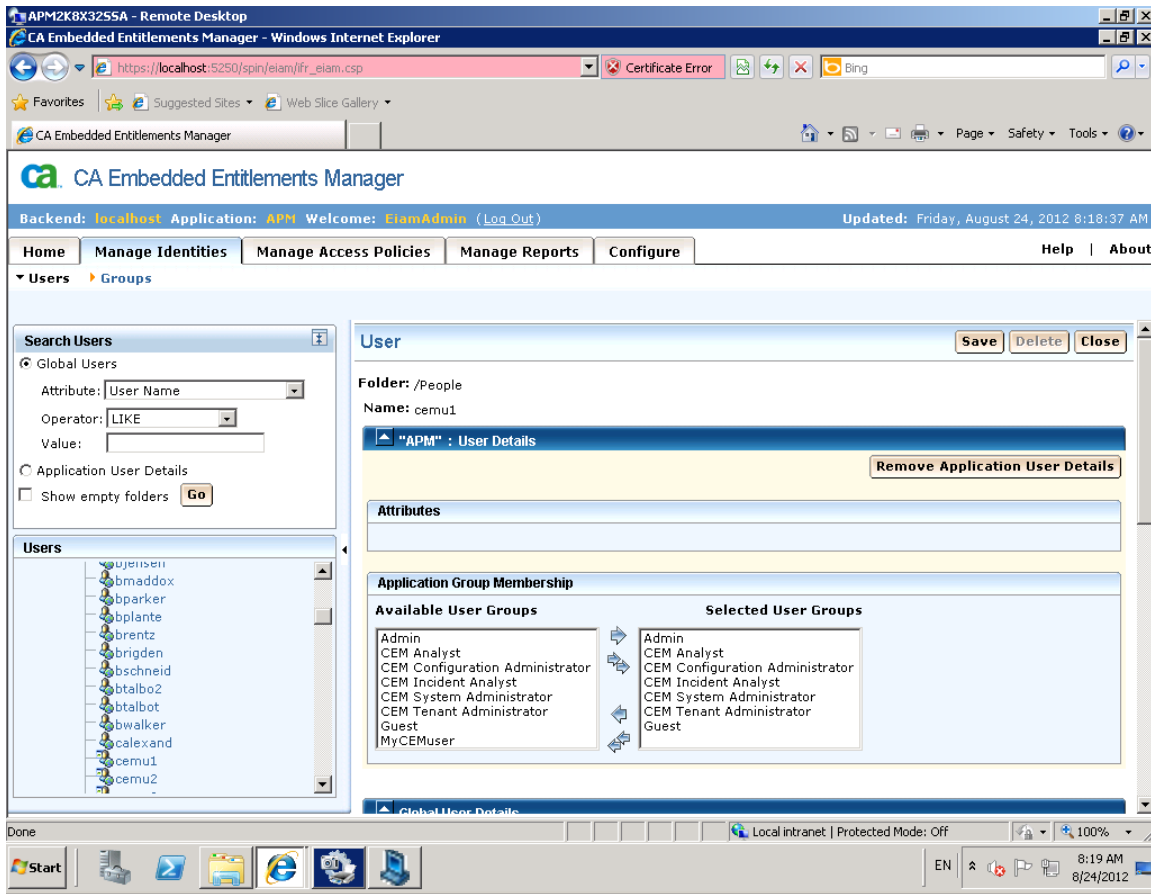 APM2K8X32S5A - Remote Desktop
CA Embedded Entitlements Manager - Windows Internet Explorer
https://localhost:5250/spin/eiam/ifr_eiam.csp
Certificate Error
Bing
Favorites
Suggested Sites
Web Slice Gallery
CA Embedded Entitlements Manager
Page
Safety
Tools
ca
CA Embedded Entitlements Manager
Backend: localhost Application: APM Welcome: EiamAdmin (Log Out)
Updated: Friday, August 24, 2012 8:18:37 AM
Home
Manage Identities
Manage Access Policies
Manage Reports
Configure
Help | About
Users
Groups
Search Users
Global Users
Attribute: User Name
Operator: LIKE
Value:
Application User Details
Show empty folders Go
Users
bjensen
bmaddox
bparker
bplante
brentz
brigden
bschneid
btalbo2
btalbot
bwalker
calexand
cemu1
cemu2
User
Save
Delete
Close
Folder: /People
Name: cemu1
"APM" : User Details
Remove Application User Details
Attributes
Application Group Membership
Available User Groups
Admin
CEM Analyst
CEM Configuration Administrator
CEM Incident Analyst
CEM System Administrator
CEM Tenant Administrator
Guest
MyCEMuser
Selected User Groups
Admin
CEM Analyst
CEM Configuration Administrator
CEM Incident Analyst
CEM System Administrator
CEM Tenant Administrator
Guest
Global User Details
Done
Local intranet | Protected Mode: Off
100%
Start
EN
8:19 AM
8/24/2012